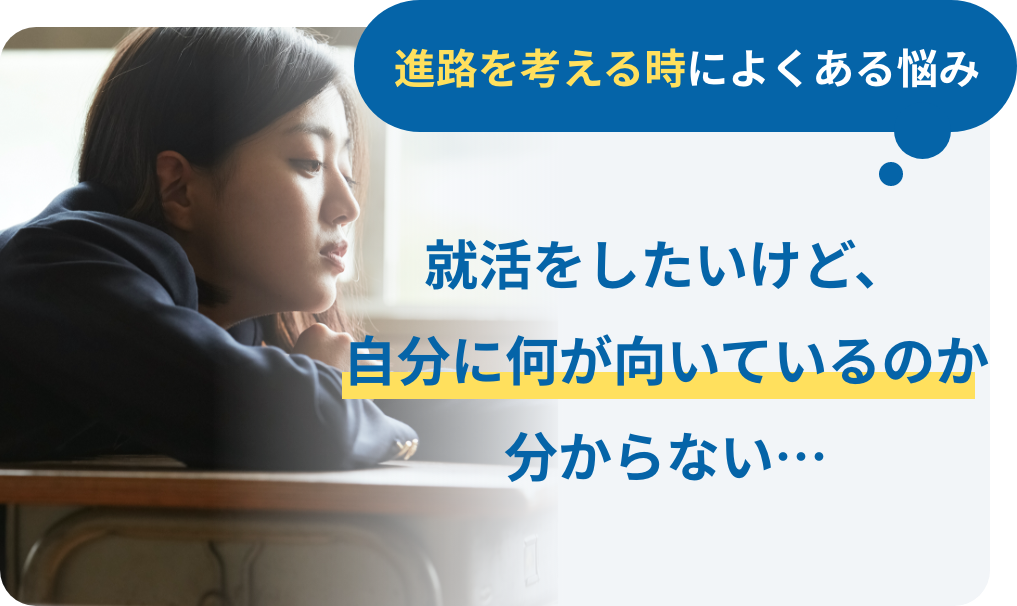 進路を考える時によくある悩み
就活をしたいけど、
自分に何が向いているのか
分からない…